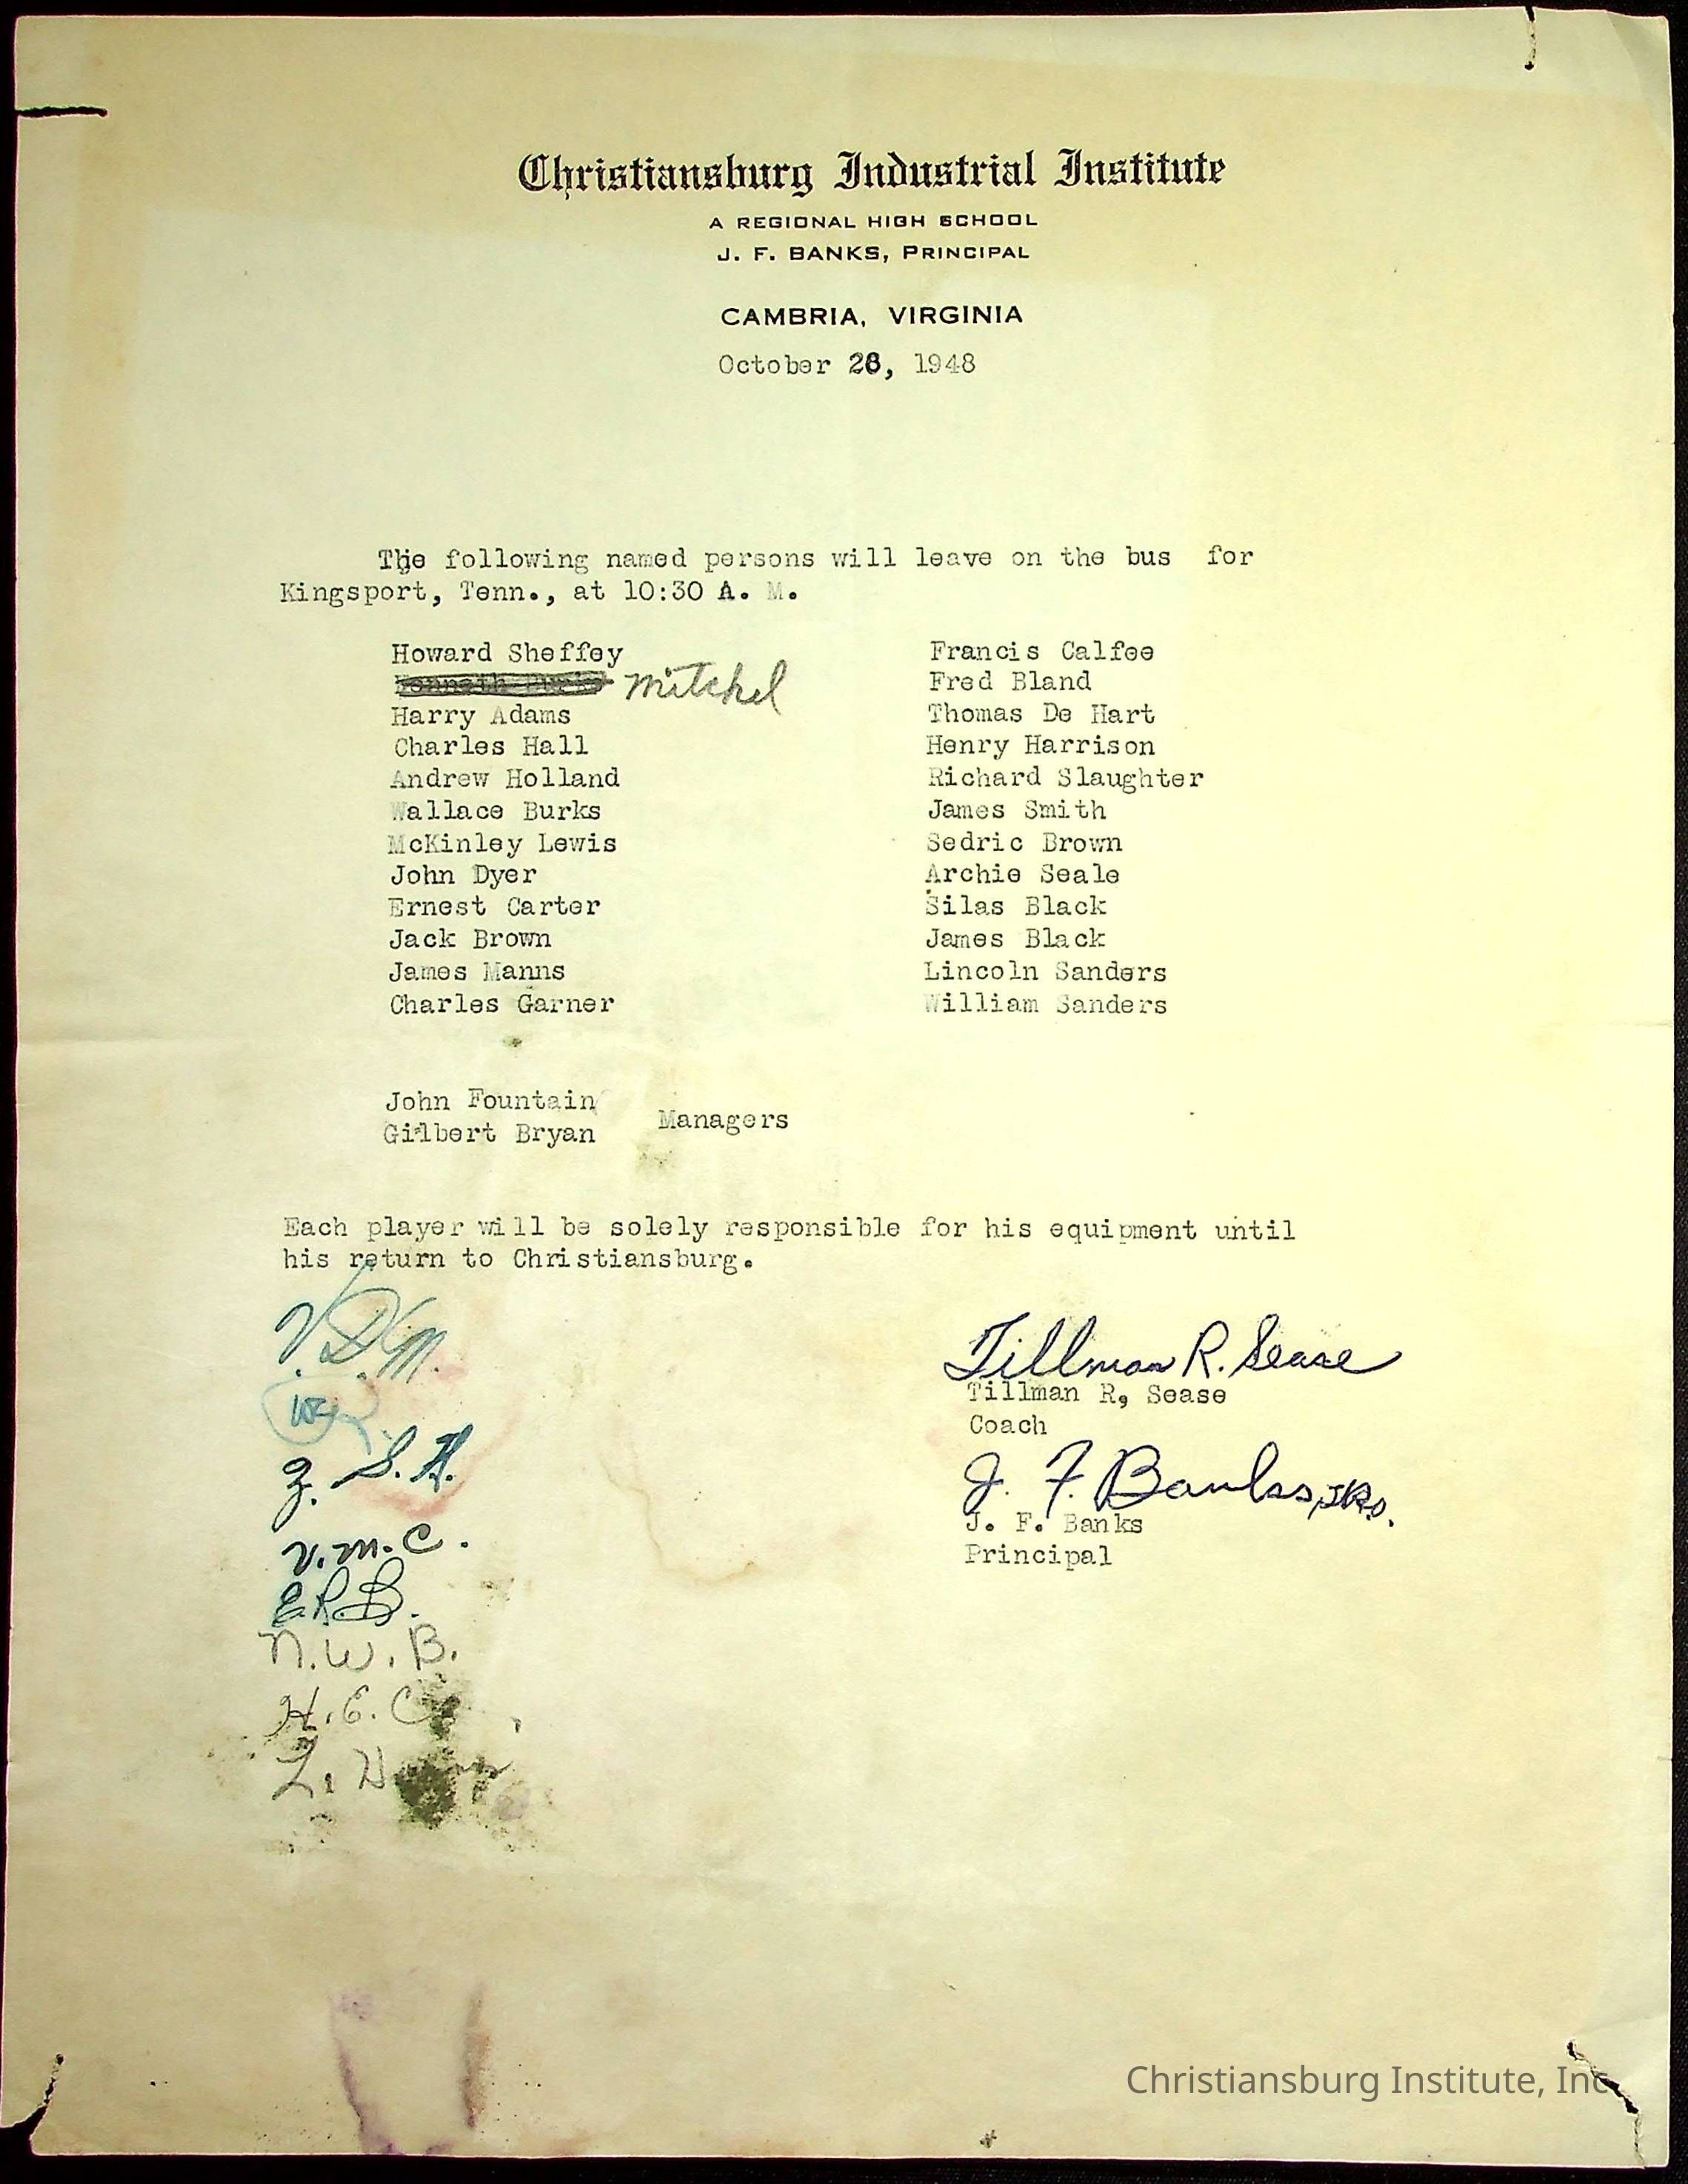 Christiansburg Industrial Institute
A REGIONAL HIGH SCHOOL
J. F. BANKS, PRINCIPAL
CAMBRIA, VIRGINIA
October 28, 1948
The following named persons will leave on the bus for
Kingsport, Tenn., at 10:30 A. M.
Howard Sheffey
Mitchel
Harry Adams
Charles Hall
Andrew Holland
Wallace Burks
McKinley Lewis
John Dyer
Ernest Carter
Jack Brown
James Manns
Charles Garner
Francis Calfee
Fred Bland
Thomas De Hart
Henry Harrison
Richard Slaughter
James Smith
Sedric Brown
Archie Seale
Silas Black
James Black
Lincoln Sanders
William Sanders
John Fountain
Gilbert Bryan
Managers
Each player will be solely responsible for his equipment until
his return to Christiansburg.
V.D.M.
Z. S. H.
V.M.C.
E.R.B.
N.W.B.
H.E.C.
Tillman R. Sease
Tillman R, Sease
Coach
J. F. Banks
J. F. Banks
Principal
Christiansburg Institute, Inc.